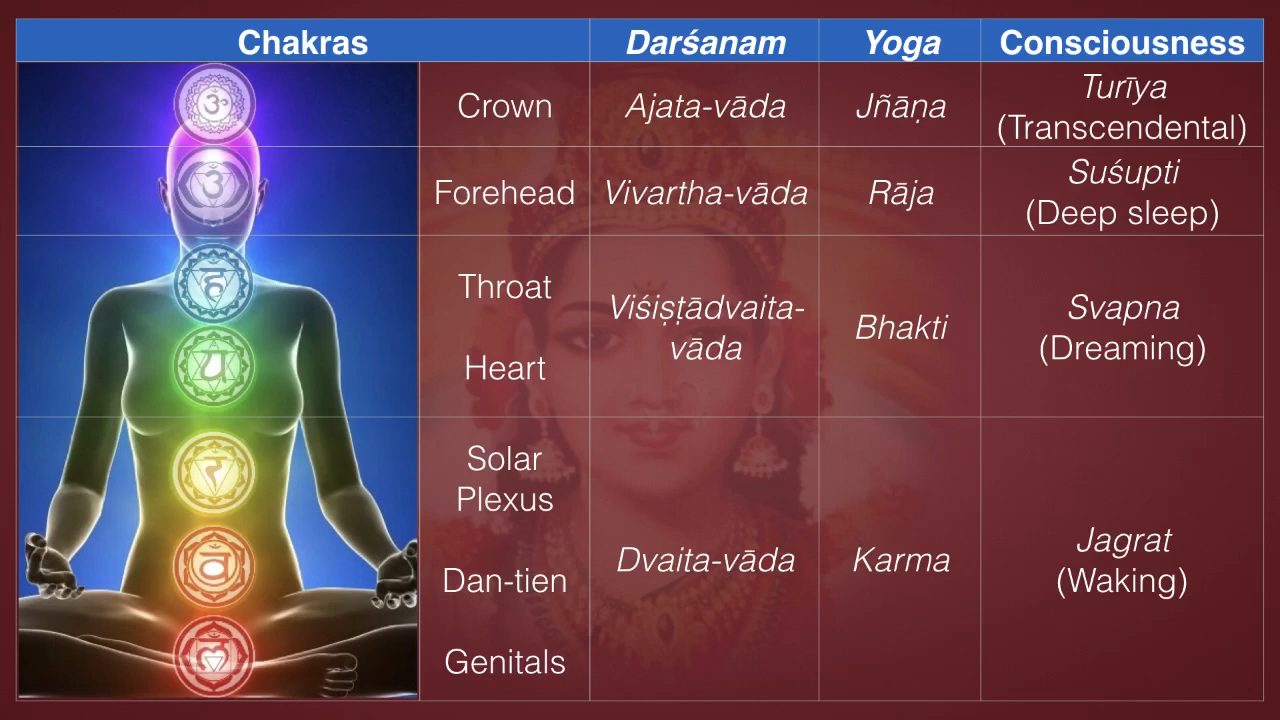 Chakras Darśanam Yoga Consciousness
ॐ
Crown Ajata-vāda Jñāṇa Turīya
(Transcendental)
ॐ
Forehead Vivartha-vāda Rāja Suśupti
(Deep sleep)
हं
Throat
यं
Heart
Viśiṣṭādvaita-
vāda
Bhakti
Svapna
(Dreaming)
रं
Solar
Plexus
वं
Dan-tien
लं
Genitals
Dvaita-vāda
Karma
Jagrat
(Waking)